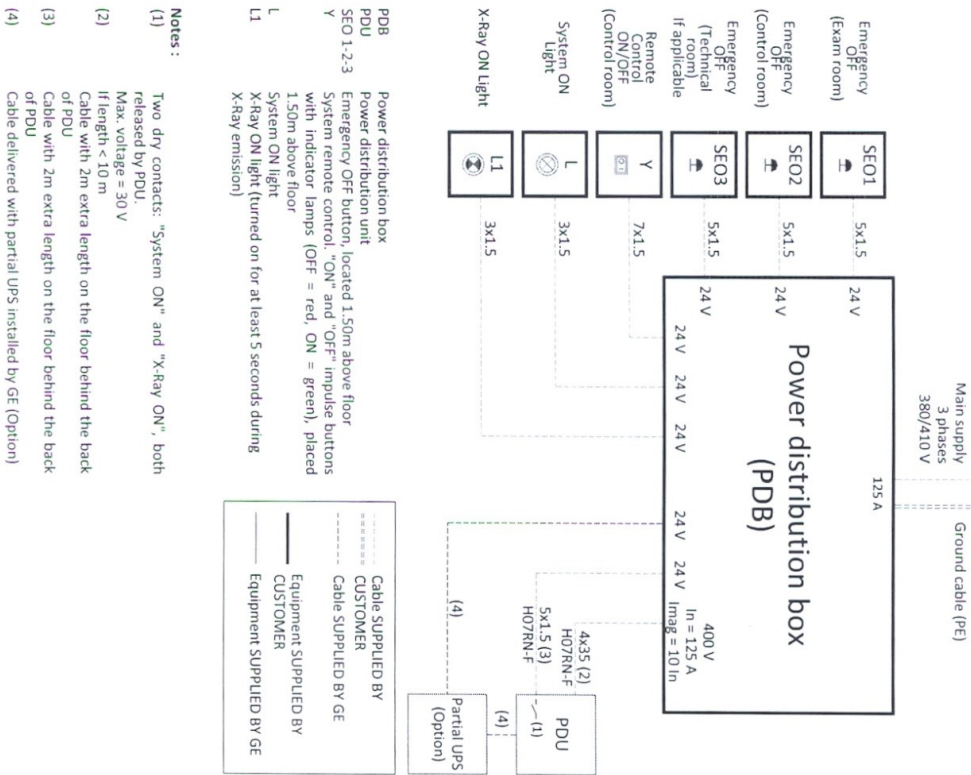 Main supply
3 phases
380/410 V
Ground cable (PE)
125 A
Power distribution box
(PDB)
Emergency
OFF
(Exam room)
SEO1
5x1.5
24 V
Emergency
OFF
(Control room)
SEO2
5x1.5
24 V
Emergency
OFF
(Technical
room)
If applicable
SEO3
5x1.5
24 V
Remote
Control
ON/OFF
(Control room)
Y
7x1.5
24 V
System ON
Light
L
3x1.5
24 V
X-Ray ON Light
L1
3x1.5
24 V
24 V
24 V
400 V
In = 125 A
Imag = 10 In
4x35 (2)
H07RN-F
5x1.5 (3)
H07RN-F
(4)
PDU
(1)
(4)
Partial UPS
(Option)
PDB Power distribution box
PDU Power distribution unit
SEO 1-2-3 Emergency OFF button, located 1.50m above floor
Y System remote control. "ON" and "OFF" impulse buttons
with indicator lamps (OFF = red, ON = green), placed
1.50m above floor
L System ON light
L1 X-Ray ON light (turned on for at least 5 seconds during
X-Ray emission)
Cable SUPPLIED BY
CUSTOMER
Cable SUPPLIED BY GE
Equipment SUPPLIED BY
CUSTOMER
Equipment SUPPLIED BY GE
Notes :
(1) Two dry contacts: "System ON" and "X-Ray ON", both
released by PDU.
Max. voltage = 30 V
If length < 10 m
(2) Cable with 2m extra length on the floor behind the back
of PDU
(3) Cable with 2m extra length on the floor behind the back
of PDU
(4) Cable delivered with partial UPS installed by GE (Option)